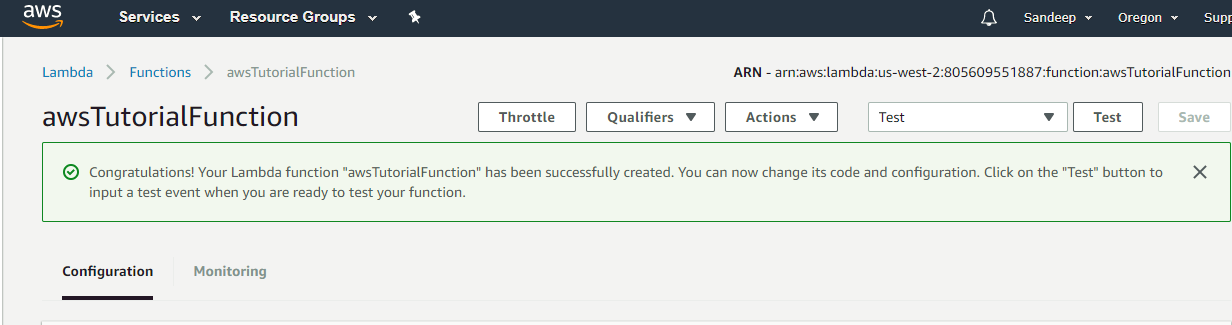 aws Services Resource Groups Sandeep Oregon Supp
Lambda Functions awsTutorialFunction ARN - arn:aws:lambda:us-west-2:805609551887:function:awsTutorialFunction
awsTutorialFunction Throttle Qualifiers Actions Test Test Save
Congratulations! Your Lambda function "awsTutorialFunction" has been successfully created. You can now change its code and configuration. Click on the "Test" button to
input a test event when you are ready to test your function.
Configuration Monitoring